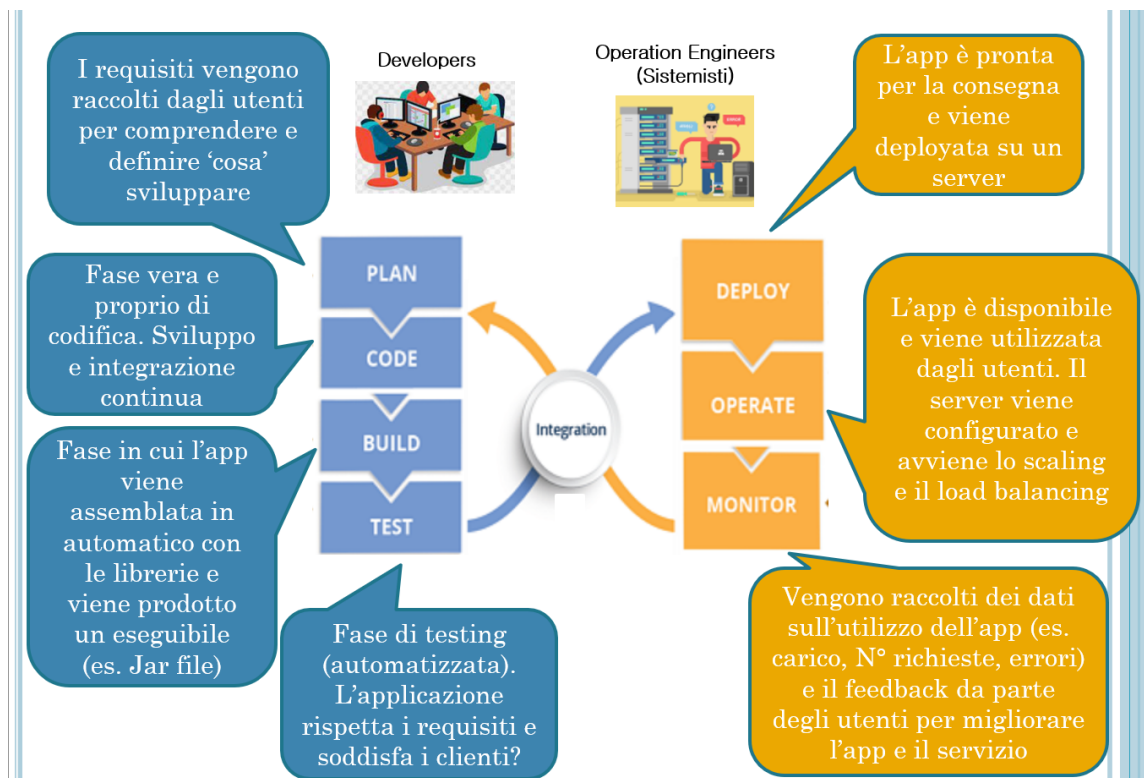 I requisiti vengono
raccolti dagli utenti
per comprendere e
definire ‘cosa’
sviluppare
Developers
Operation Engineers
(Sistemisti)
L’app è pronta
per la consegna
e viene
deployata su un
server
Fase vera e
proprio di
codifica. Sviluppo
e integrazione
continua
PLAN
CODE
BUILD
TEST
Integration
DEPLOY
OPERATE
MONITOR
L’app è disponibile
e viene utilizzata
dagli utenti. Il
server viene
configurato e
avviene lo scaling
e il load balancing
Fase in cui l’app
viene
assemblata in
automatico con
le librerie e
viene prodotto
un eseguibile
(es. Jar file)
Fase di testing
(automatizzata).
L’applicazione
rispetta i requisiti e
soddisfa i clienti?
Vengono raccolti dei dati
sull’utilizzo dell’app (es.
carico, N° richieste, errori)
e il feedback da parte
degli utenti per migliorare
l’app e il servizio